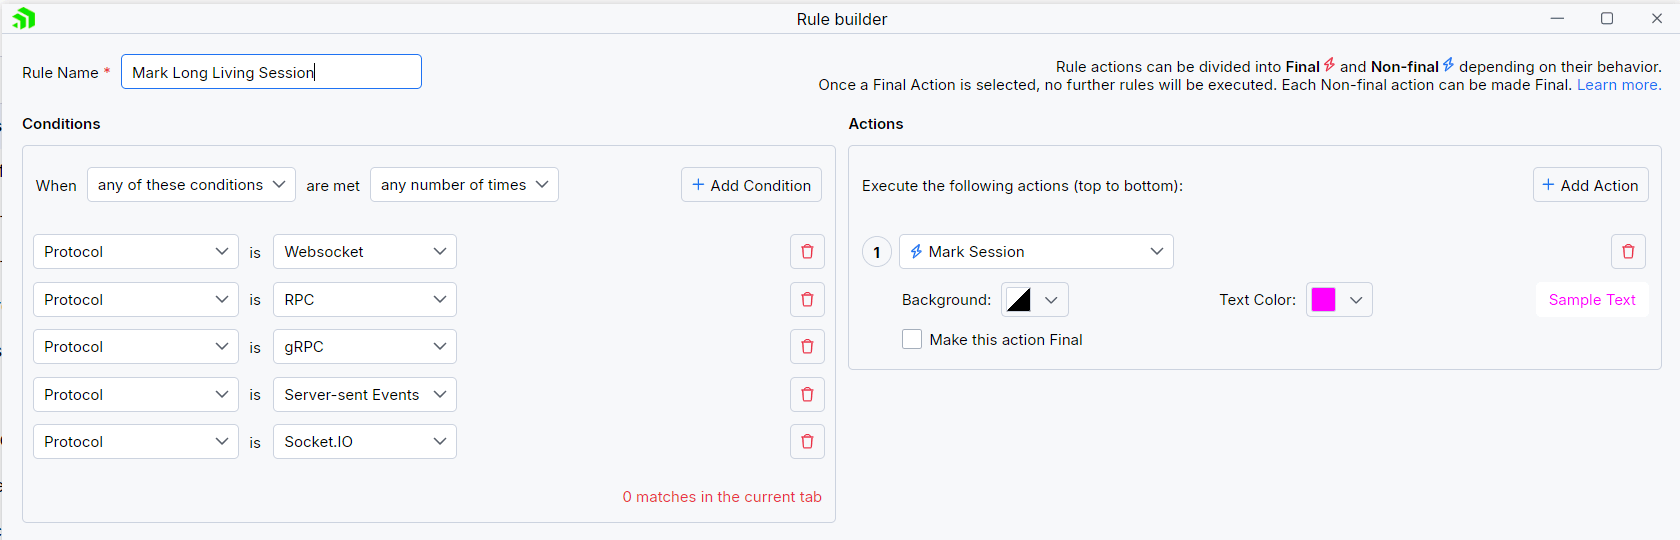 Rule builder
Rule Name * Mark Long Living Session
Rule actions can be divided into Final and Non-final depending on their behavior.
Once a Final Action is selected, no further rules will be executed. Each Non-final action can be made Final. Learn more.
Conditions
When any of these conditions are met any number of times + Add Condition
Protocol is Websocket
Protocol is RPC
Protocol is gRPC
Protocol is Server-sent Events
Protocol is Socket.IO
0 matches in the current tab
Actions
Execute the following actions (top to bottom): + Add Action
1 Mark Session
Background: Text Color: Sample Text
Make this action Final